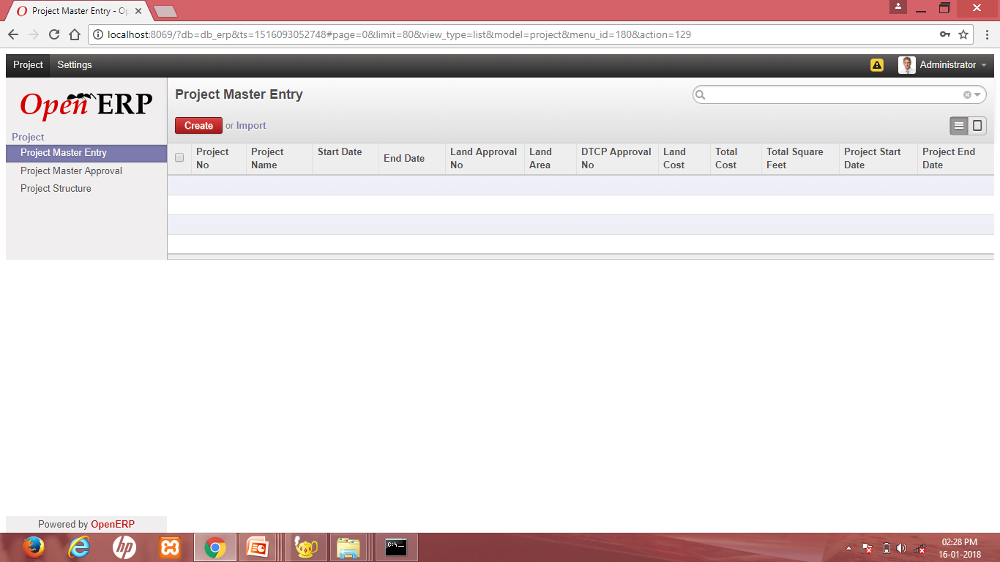 Project Master Entry - Op
localhost:8069/?db=db_erp&ts=1516093052748#page=0&limit=80&view_type=list&model=project&menu_id=180&action=129
Project Settings Administrator
Open ERP
Project Master Entry
Create or Import
Project
Project Master Entry
Project Master Approval
Project Structure
Project No
Project Name
Start Date
End Date
Land Approval No
Land Area
DTCP Approval No
Land Cost
Total Cost
Total Square Feet
Project Start Date
Project End Date
Powered by OpenERP
hp
C:\_
02:28 PM
16-01-2018